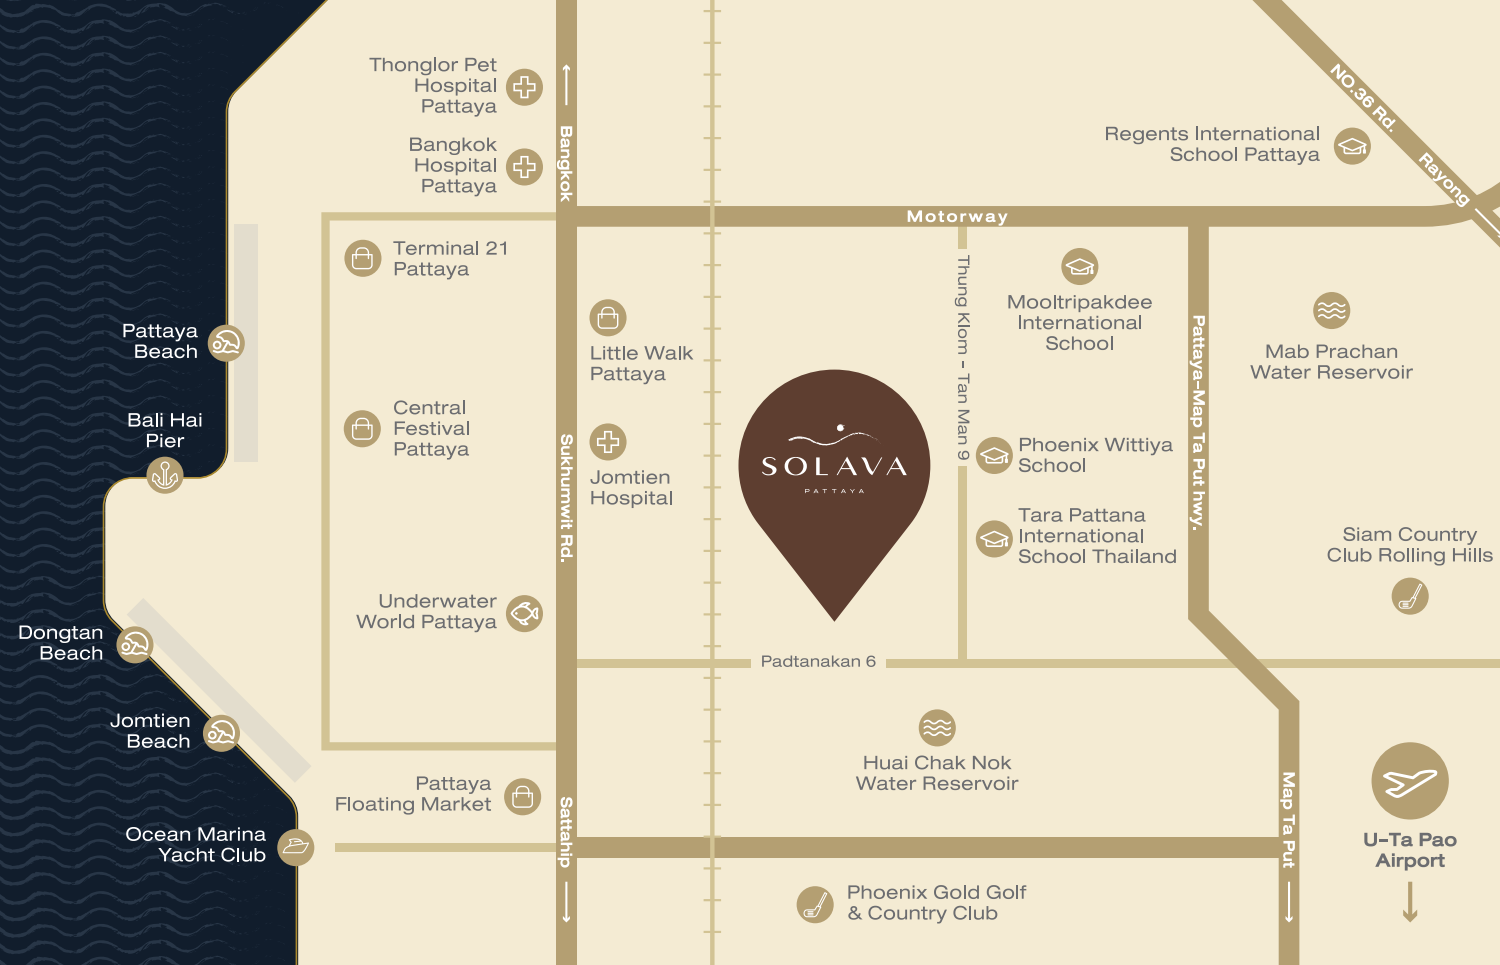 Thonglor Pet
Hospital
Pattaya
Bangkok
Hospital
Pattaya
Bangkok
NO.36 Rd.
Rayong
Regents International
School Pattaya
Motorway
Terminal 21
Pattaya
Little Walk
Pattaya
Thung Klom - Tan Man 9
Mooltripakdee
International
School
Pattaya-Map Ta Put hwy.
Mab Prachan
Water Reservoir
Pattaya
Beach
Bali Hai
Pier
Central
Festival
Pattaya
Sukhumwit Rd.
Jomtien
Hospital
SOLAVA
PATTAYA
Phoenix Wittiya
School
Tara Pattana
International
School Thailand
Siam Country
Club Rolling Hills
Underwater
World Pattaya
Dongtan
Beach
Padtanakan 6
Jomtien
Beach
Huai Chak Nok
Water Reservoir
Pattaya
Floating Market
Sattahip
Map Ta Put
Ocean Marina
Yacht Club
U-Ta Pao
Airport
Phoenix Gold Golf
& Country Club